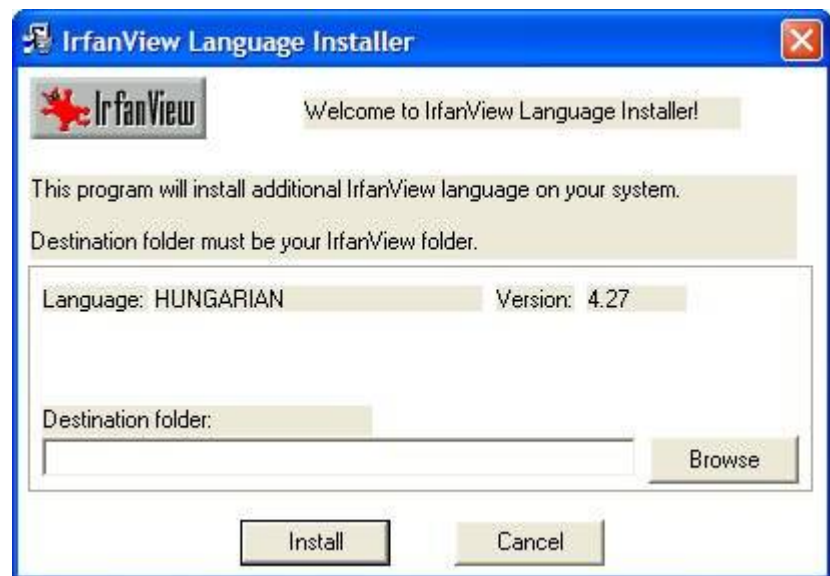 IrfanView Language Installer
IrfanView
Welcome to IrfanView Language Installer!
This program will install additional IrfanView language on your system.
Destination folder must be your IrfanView folder.
Language: HUNGARIAN Version: 4.27
Destination folder:
Browse
Install Cancel